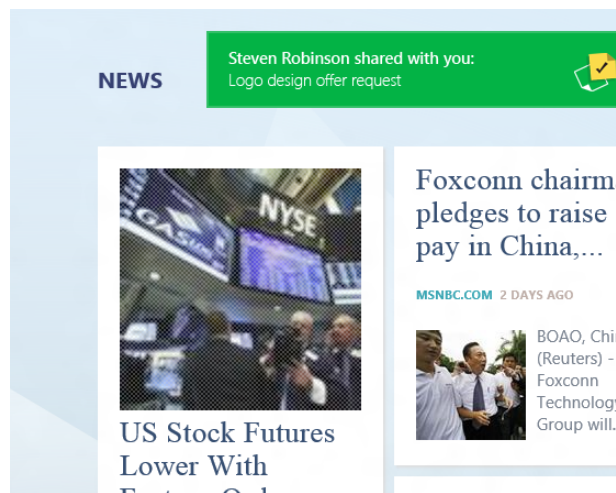 NEWS
Steven Robinson shared with you:
Logo design offer request
NYSE
US Stock Futures
Lower With
Foxconn chairm
pledges to raise
pay in China,...
MSNBC.COM 2 DAYS AGO
BOAO, Chi
(Reuters) -
Foxconn
Technology
Group will.